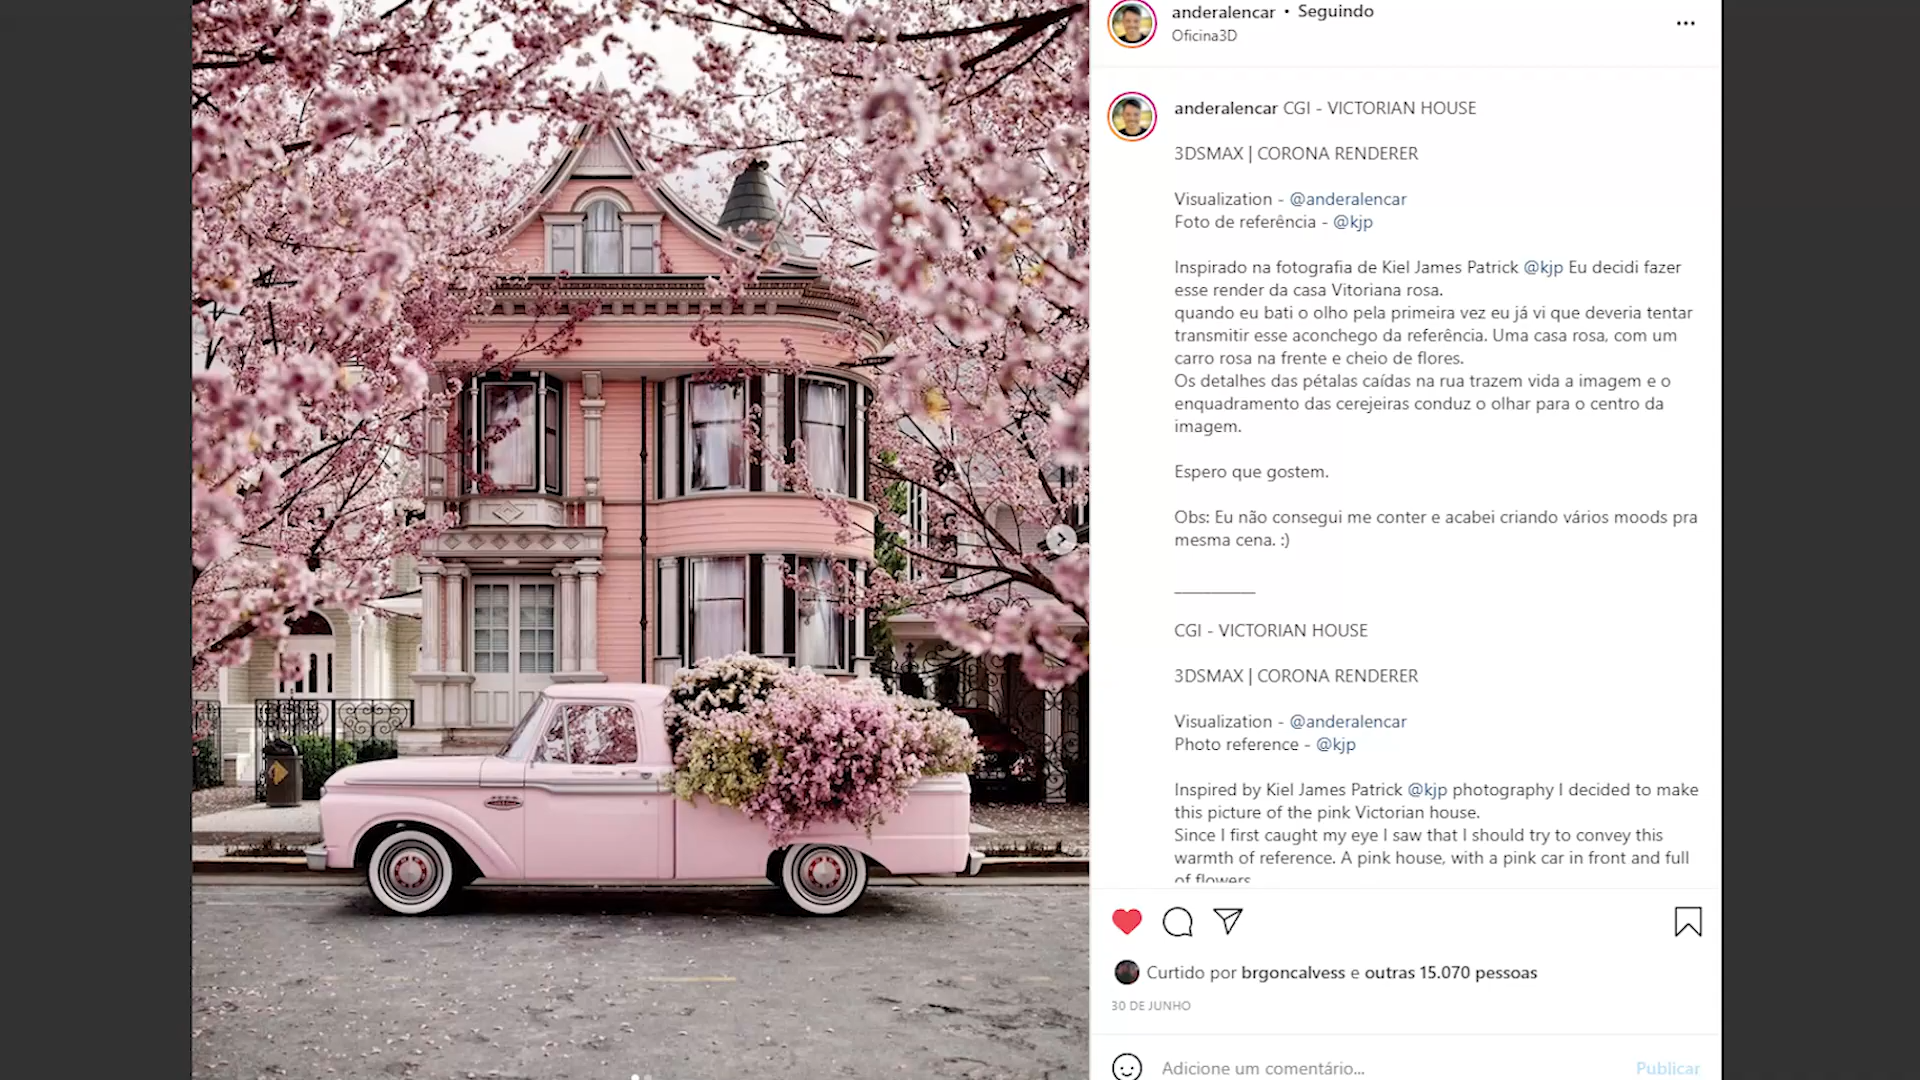 anderalencar • Seguindo
Oficina3D
anderalencar CGI - VICTORIAN HOUSE
3DSMAX | CORONA RENDERER
Visualization - @anderalencar
Foto de referência - @kjp
Inspirado na fotografia de Kiel James Patrick @kjp Eu decidi fazer
esse render da casa Vitoriana rosa.
quando eu bati o olho pela primeira vez eu já vi que deveria tentar
transmitir esse aconchego da referência. Uma casa rosa, com um
carro rosa na frente e cheio de flores.
Os detalhes das pétalas caídas na rua trazem vida a imagem e o
enquadramento das cerejeiras conduz o olhar para o centro da
imagem.
Espero que gostem.
Obs: Eu não consegui me conter e acabei criando vários moods pra
mesma cena. :)
___________
CGI - VICTORIAN HOUSE
3DSMAX | CORONA RENDERER
Visualization - @anderalencar
Photo reference - @kjp
Inspired by Kiel James Patrick @kjp photography I decided to make
this picture of the pink Victorian house.
Since I first caught my eye I saw that I should try to convey this
warmth of reference. A pink house, with a pink car in front and full
of flowers
Curtido por brgoncalvess e outras 15.070 pessoas
30 DE JUNHO
Adicione um comentário...
Publicar